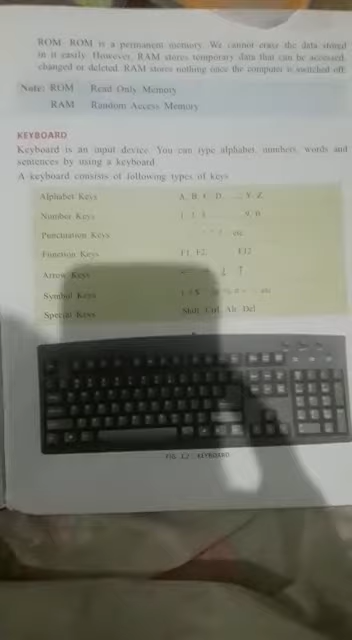 ROM ROM is a permanent memory. We cannot erase the data stored
in it easily. However, RAM stores temporary data that can be accessed,
changed or deleted. RAM stores nothing once the computer is switched off.
Note: ROM Read Only Memory
RAM Random Access Memory
KEYBOARD
Keyboard is an input device. You can type alphabet, numbers, words and
sentences by using a keyboard.
A keyboard consists of following types of keys
Alphabet Keys A, B, C, D, ..... Y, Z
Number Keys
Punctuation Keys etc.
Function Keys F1, F2, F12
Arrow Keys ↓ ↑
Symbol Keys etc.
Special Keys Shift, Ctrl, Alt, Del
KEYBOARD